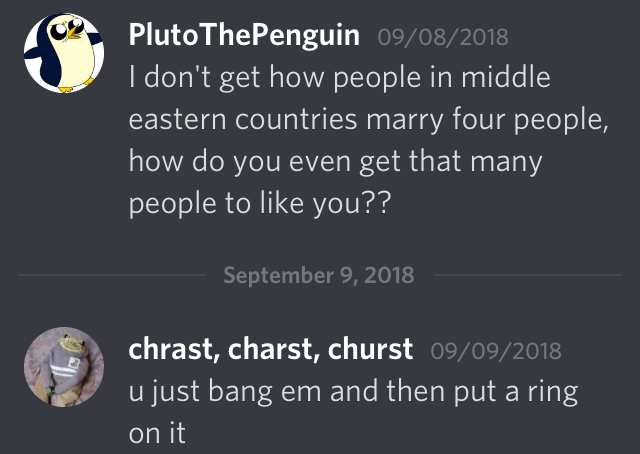 PlutoThePenguin 09/08/2018
I don't get how people in middle
eastern countries marry four people,
how do you even get that many
people to like you??
September 9, 2018
chrast, charst, churst 09/09/2018
u just bang em and then put a ring
on it